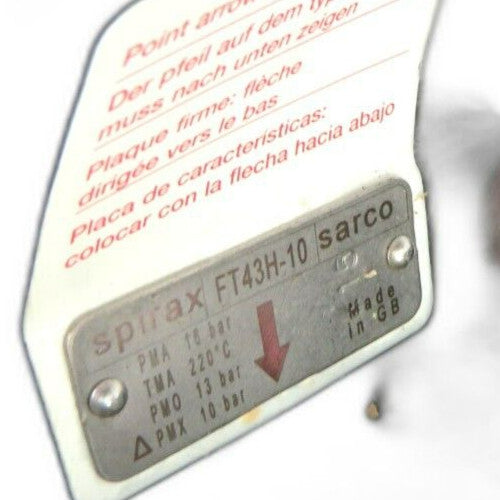 Point arrow
Der pfeil auf dem typ
muss nach unten zeigen
Plaque firme: flèche
dirigée vers le bas
Placa de características:
colocar con la flecha hacia abajo
spirax FT43H-10 sarco
PMA 16 bar
TMA 220°C
PMO 13 bar
Δ PMX 10 bar
Made
in GB